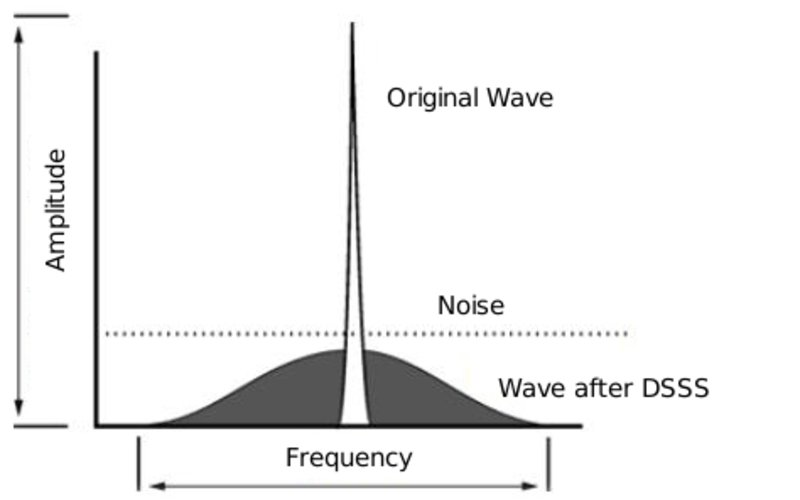 Original Wave
Amplitude
Noise
Wave after DSSS
Frequency